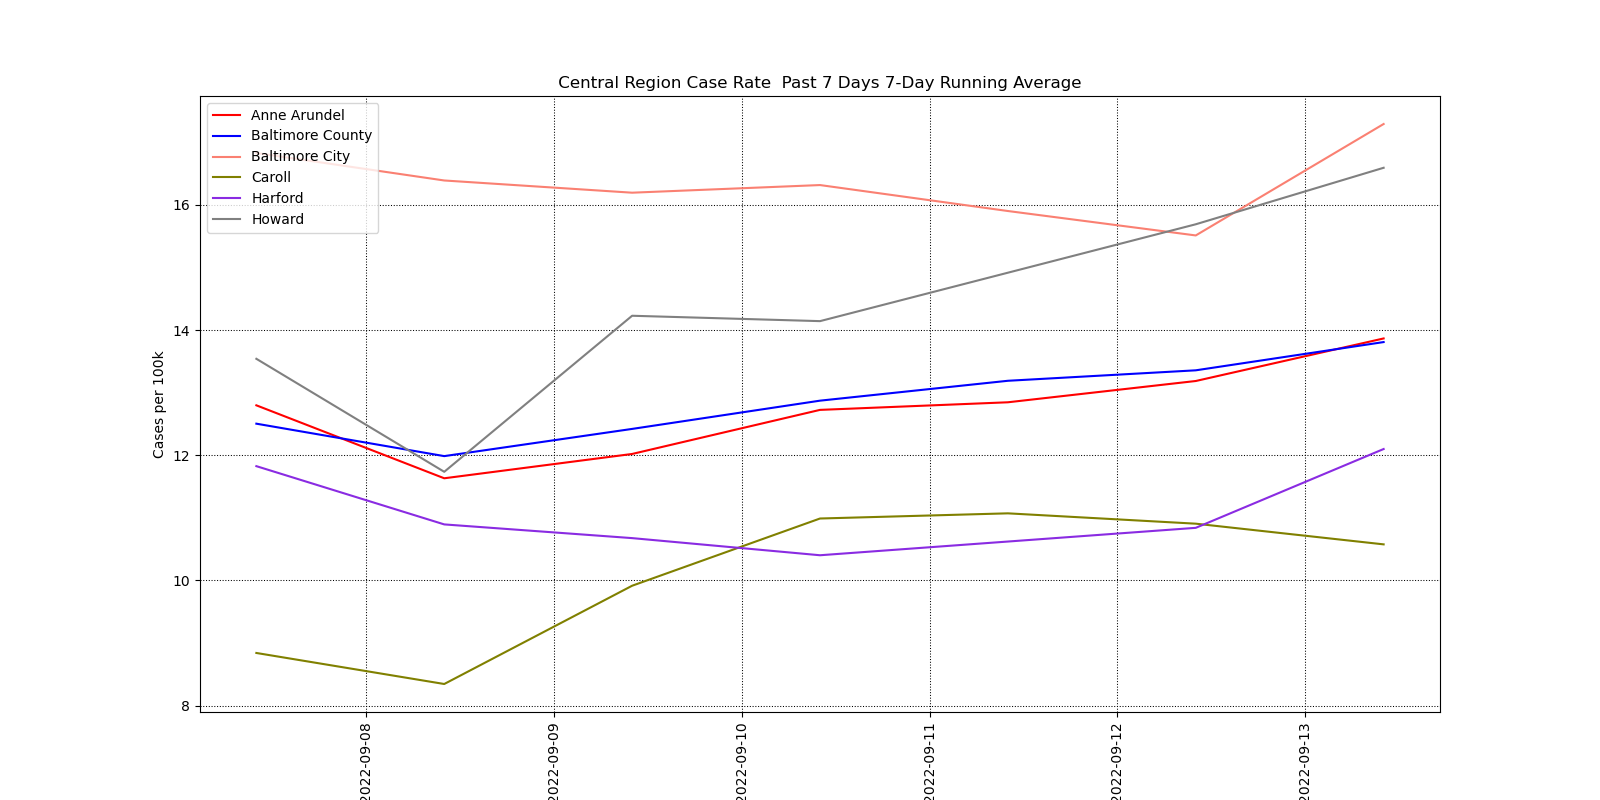 Central Region Case Rate  Past 7 Days 7-Day Running Average
Anne Arundel
Baltimore County
Baltimore City
Caroll
Harford
Howard
Cases per 100k
16
14
12
10
8
2022-09-08
2022-09-09
2022-09-10
2022-09-11
2022-09-12
2022-09-13